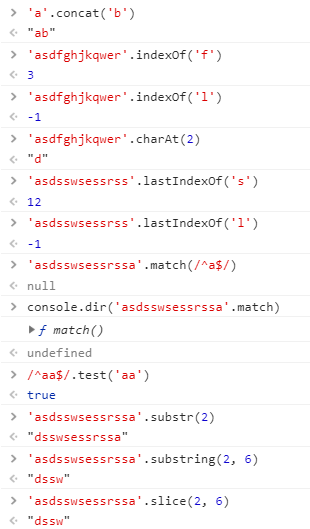 > 'a'.concat('b')
< "ab"
> 'asdfghjkqwer'.indexOf('f')
< 3
> 'asdfghjkqwer'.indexOf('l')
< -1
> 'asdfghjkqwer'.charAt(2)
< "d"
> 'asdsswsessrss'.lastIndexOf('s')
< 12
> 'asdsswsessrss'.lastIndexOf('l')
< -1
> 'asdsswsessrssa'.match(/^a$/)
< null
> console.dir('asdsswsessrssa'.match)
▶ ƒ match()
< undefined
> /^aa$/.test('aa')
< true
> 'asdsswsessrssa'.substr(2)
< "dsswsessrssa"
> 'asdsswsessrssa'.substring(2, 6)
< "dssw"
> 'asdsswsessrssa'.slice(2, 6)
< "dssw"